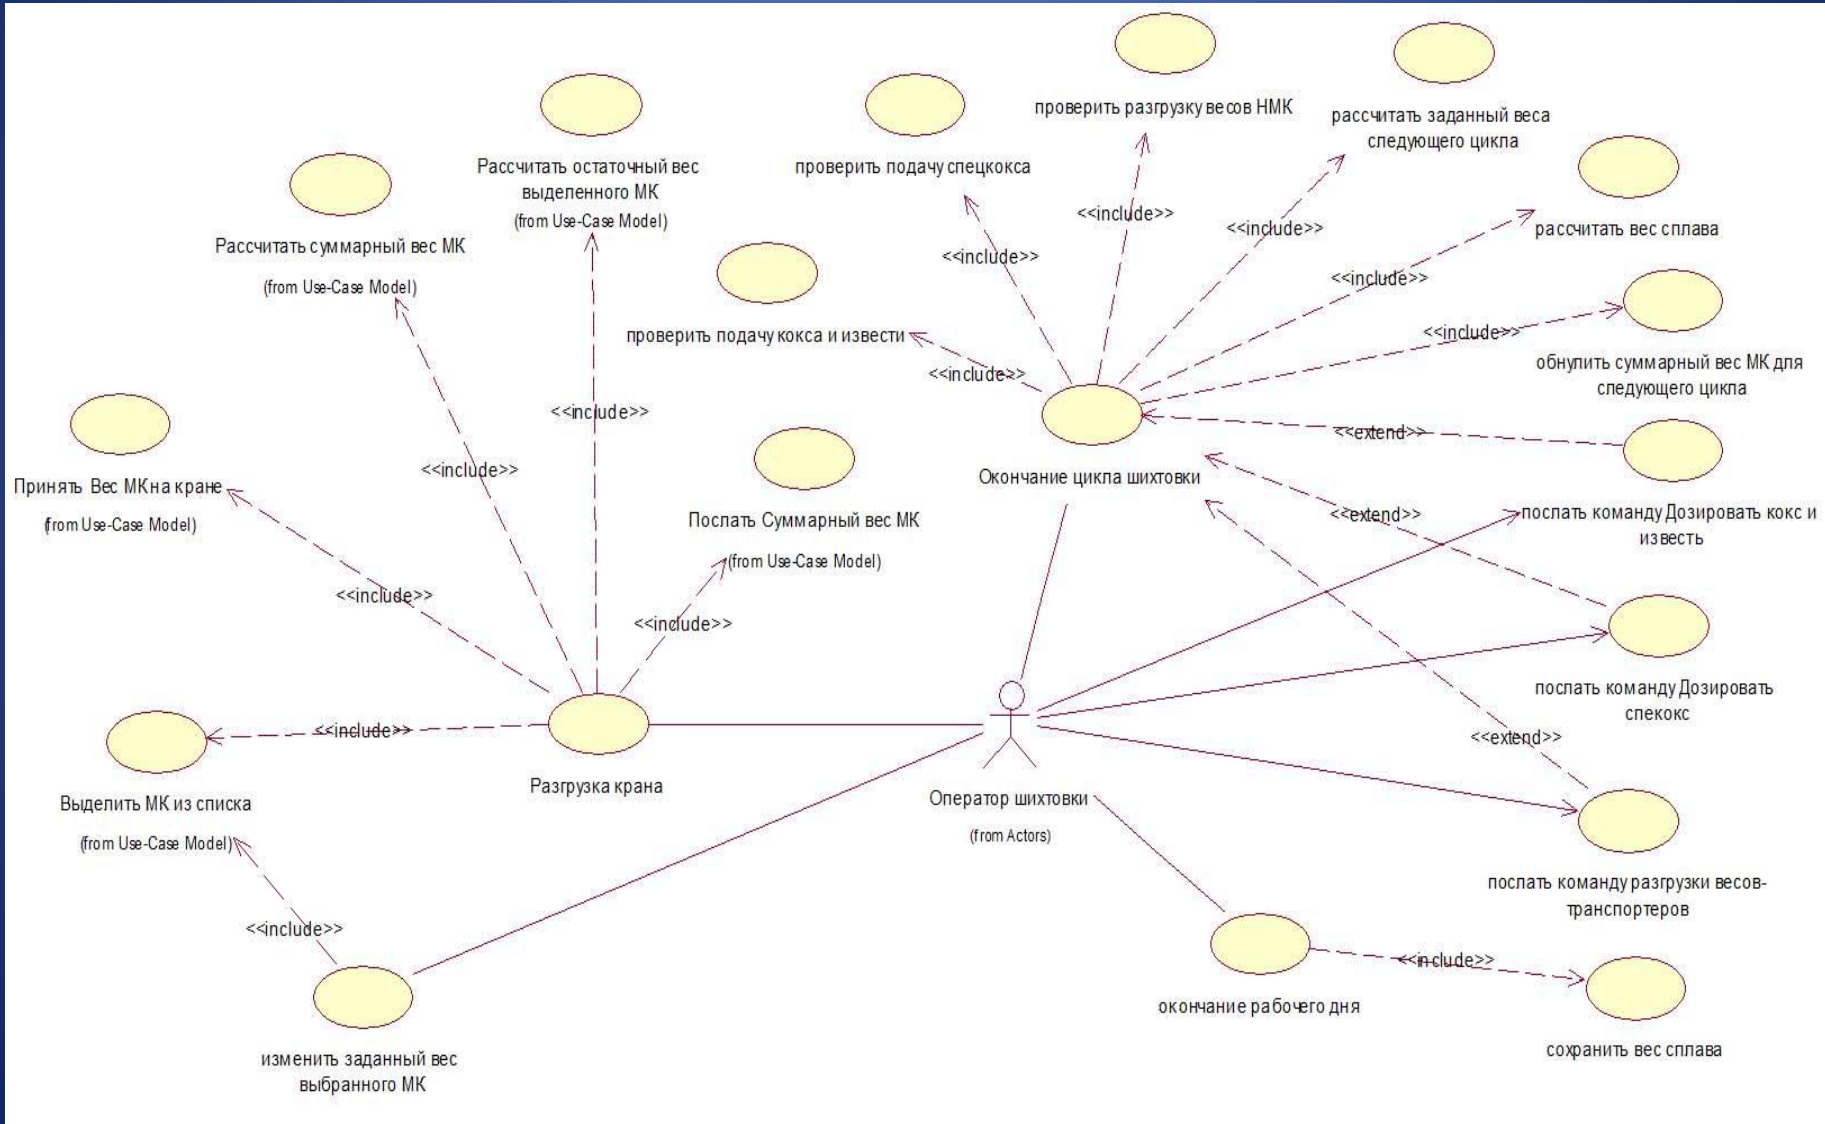 проверить разгрузку весов НМК
рассчитать заданный веса
следующего цикла
Рассчитать остаточный вес
выделенного МК
(from Use-Case Model)
проверить подачу спецкокса
рассчитать вес сплава
Рассчитать суммарный вес МК
(from Use-Case Model)
<<include>>
<<include>>
<<include>>
<<include>>
<<include>>
<<include>>
<<include>>
проверить подачу кокса и извести
обнулить суммарный вес МК для
следующего цикла
<<include>>
<<include>>
<<extend>>
Принять Вес МК на кране
(from Use-Case Model)
Окончание цикла шихтовки
Послать Суммарный вес МК
(from Use-Case Model)
<<extend>>
послать команду Дозировать кокс и
известь
<<include>>
<<include>>
послать команду Дозировать
спекокс
<<include>>
<<extend>>
Выделить МК из списка
(from Use-Case Model)
Разгрузка крана
Оператор шихтовки
(from Actors)
послать команду разгрузки весов-
транспортеров
<<include>>
<<include>>
окончание рабочего дня
сохранить вес сплава
изменить заданный вес
выбранного МК